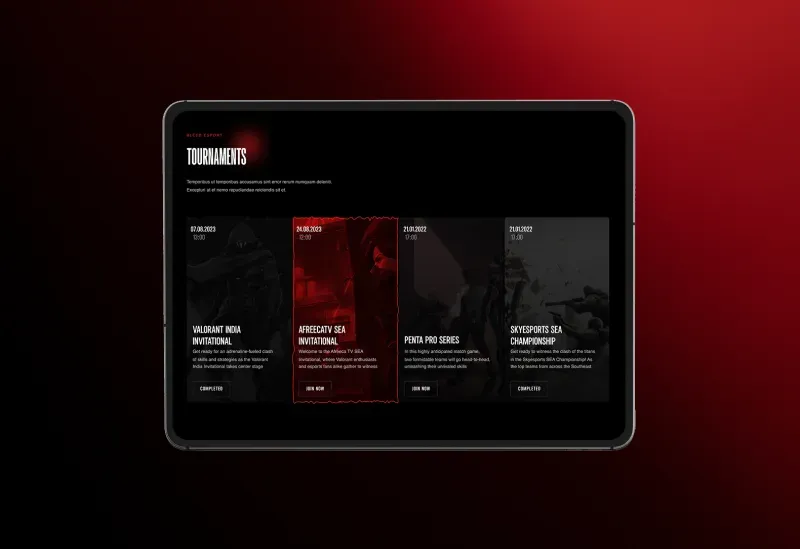 BLEED ESPORT
TOURNAMENTS
Temporibus ut temporibus accusamus sint error rerum numquam deleniti.
Excepturi at et nemo repudiandae reiciendis sit et.
07.08.2023
13:00
VALORANT INDIA
INVITATIONAL
Get ready for an adrenaline-fueled clash
of skills and strategies as the Valorant
India Invitational takes center stage
COMPLETED
24.08.2023
12:00
AFREECATV SEA
INVITATIONAL
Welcome to the Afreeca TV SEA
Invitational, where Valorant enthusiasts
and esport fans alike gather to witness
JOIN NOW
21.01.2022
17:00
PENTA PRO SERIES
In this highly anticipated match game,
two formidable teams will go head-to-head,
unleashing their unrivaled skills
JOIN NOW
21.01.2022
17:00
SKYESPORTS SEA
CHAMPIONSHIP
Get ready to witness the clash of the titans
in the Skyesports SEA Championship! As
the top teams from across the Southeast
COMPLETED